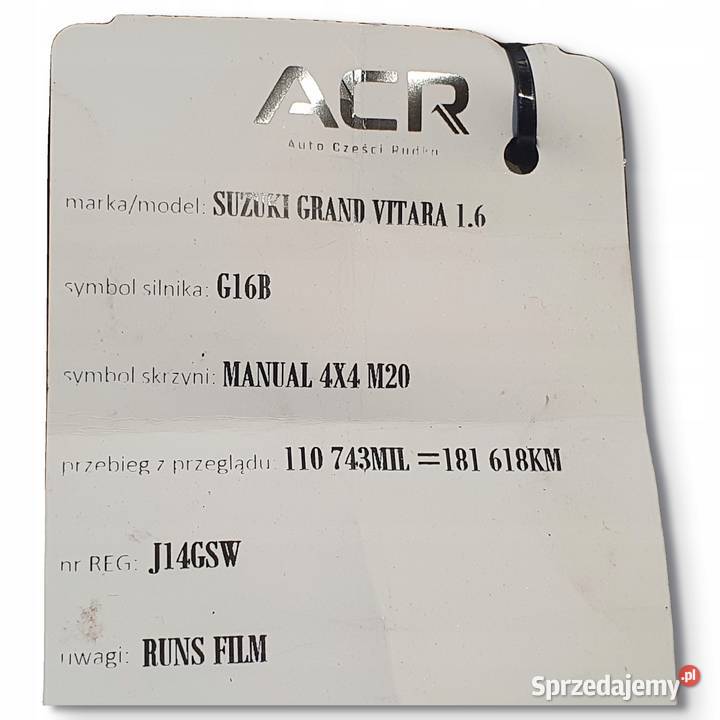 ACR
Auto Części Rudka
marka/model: SUZUKI GRAND VITARA 1.6
symbol silnika: G16B
symbol skrzyni: MANUAL 4X4 M20
przebieg z przeglądu: 110 743MIL =181 618KM
nr REG: J14GSW
uwagi: RUNS FILM
Sprzedajemy.pl